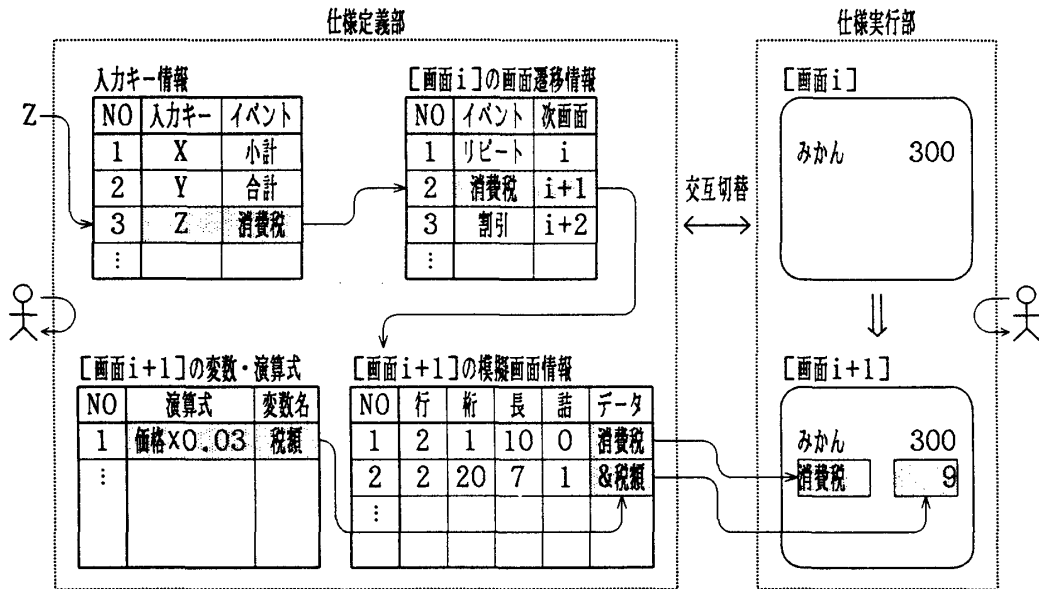 仕様定義部
仕様実行部
入力キー情報
NO 入力キー イベント
1 X 小計
2 Y 合計
3 Z 消費税
⋮
Z
[画面i]の画面遷移情報
NO イベント 次画面
1 リピート i
2 消費税 i+1
3 割引 i+2
⋮
交互切替
[画面i]
みかん 300
[画面i+1]の変数・演算式
NO 演算式 変数名
1 価格×0.03 税額
⋮
[画面i+1]の模擬画面情報
NO 行 桁 長 詰 データ
1 2 1 10 0 消費税
2 2 20 7 1 &税額
⋮
[画面i+1]
みかん 300
消費税 9